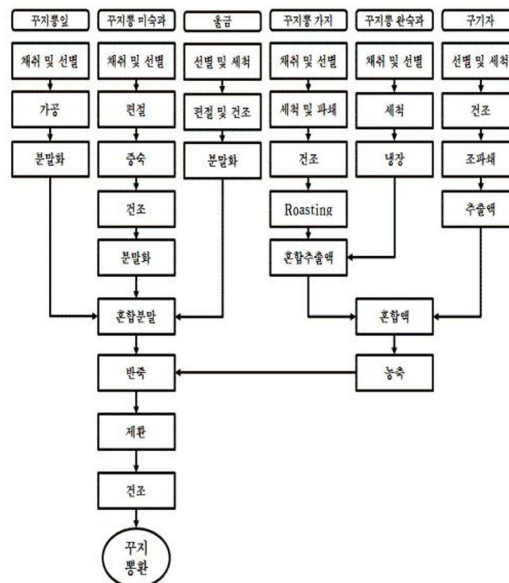 꾸지뽕잎
꾸지뽕 미숙과
울금
꾸지뽕 가지
꾸지뽕 완숙과
구기자
채취 및 선별
채취 및 선별
선별 및 세척
채취 및 선별
채취 및 선별
선별 및 세척
가공
편절
편절 및 건조
세척 및 파쇄
세척
건조
분말화
증숙
분말화
건조
냉장
조파쇄
건조
Roasting
추출액
분말화
혼합추출액
혼합분말
혼합액
반죽
농축
제환
건조
꾸지
뽕환